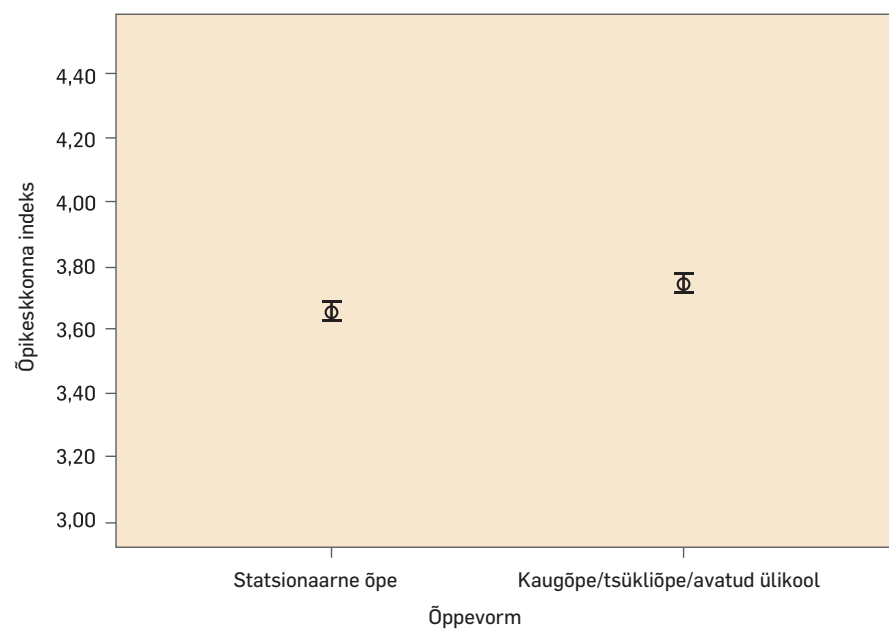 Õpikeskkonna indeks
4,40
4,20
4,00
3,80
3,60
3,40
3,20
3,00
Statsionaarne õpe
Kaugõpe/tsükliõpe/avatud ülikool
Õppevorm